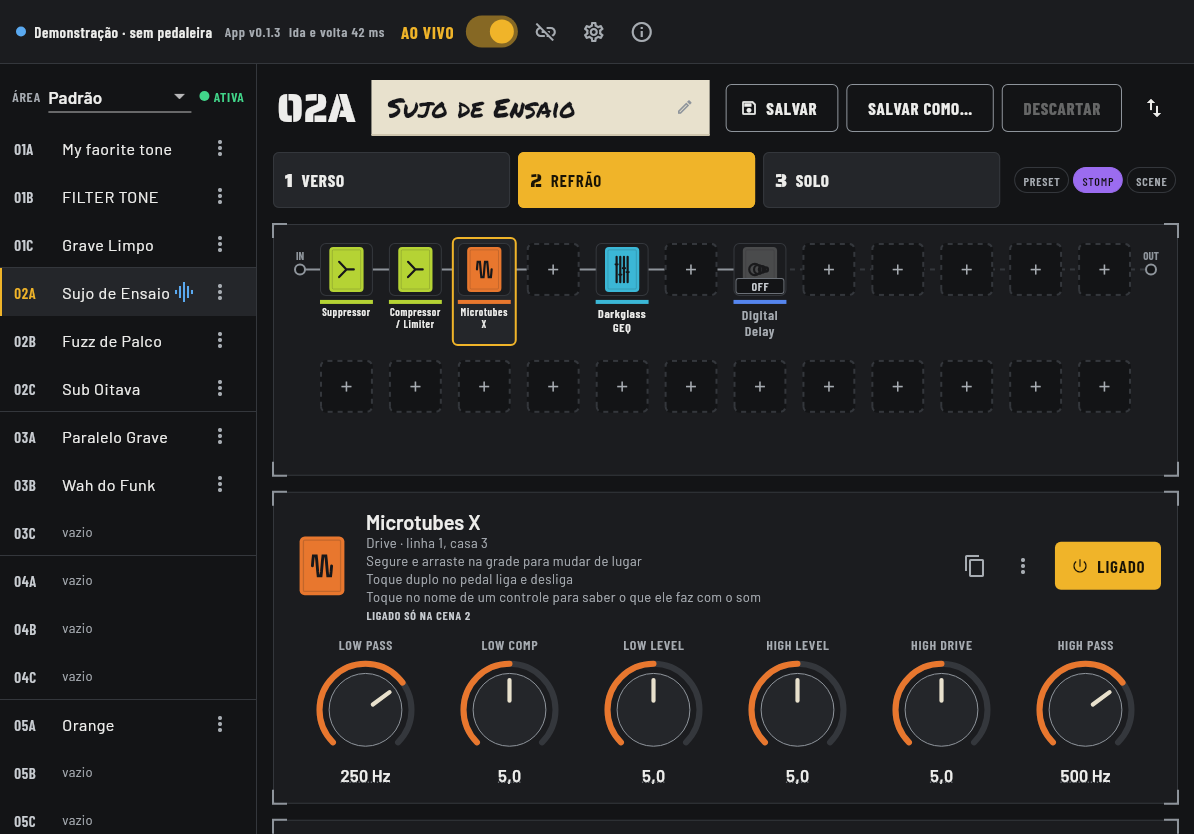 Demonstração · sem pedaleira App v0.1.3 Ida e volta 42 ms AO VIVO
ÁREA Padrão ATIVA
01A My faorite tone
01B FILTER TONE
01C Grave Limpo
02A Sujo de Ensaio
02B Fuzz de Palco
02C Sub Oitava
03A Paralelo Grave
03B Wah do Funk
03C vazio
04A vazio
04B vazio
04C vazio
05A Orange
05B vazio
05C vazio
02A Sujo de Ensaio SALVAR SALVAR COMO... DESCARTAR
1 VERSO 2 REFRÃO 3 SOLO PRESET STOMP SCENE
IN OUT
OFF
Suppressor
Compressor
/ Limiter
Microtubes
X
Darkglass
GEQ
Digital
Delay
Microtubes X
Drive · linha 1, casa 3
Segure e arraste na grade para mudar de lugar
Toque duplo no pedal liga e desliga
Toque no nome de um controle para saber o que ele faz com o som
LIGADO SÓ NA CENA 2
LIGADO
LOW PASS LOW COMP LOW LEVEL HIGH LEVEL HIGH DRIVE HIGH PASS
250 Hz 5,0 5,0 5,0 5,0 500 Hz